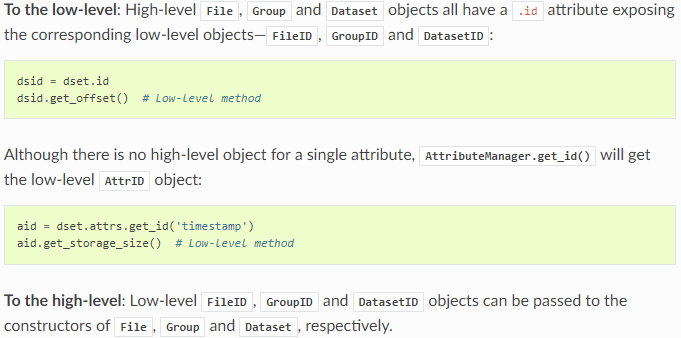 To the low-level: High-level File, Group and Dataset objects all have a .id attribute exposing
the corresponding low-level objects—FileID, GroupID and DatasetID:
dsid = dset.id
dsid.get_offset()  # Low-level method
Although there is no high-level object for a single attribute, AttributeManager.get_id() will get
the low-level AttrID object:
aid = dset.attrs.get_id('timestamp')
aid.get_storage_size()  # Low-level method
To the high-level: Low-level FileID, GroupID and DatasetID objects can be passed to the
constructors of File, Group and Dataset, respectively.